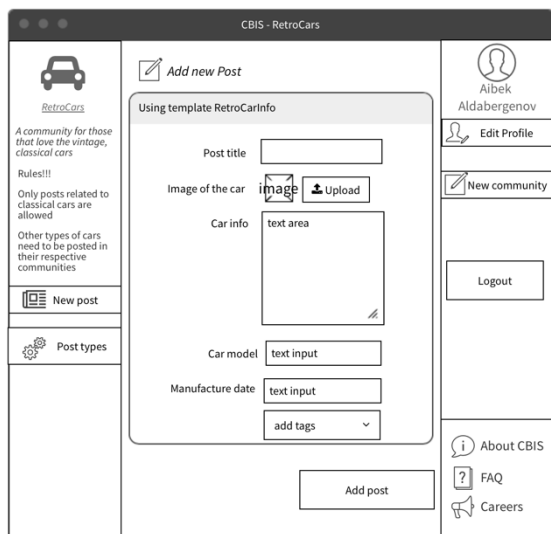 CBIS - RetroCars
RetroCars
A community for those
that love the vintage,
classical cars
Rules!!!
Only posts related to
classical cars are
allowed
Other types of cars
need to be posted in
their respective
communities
New post
Post types
Add new Post
Using template RetroCarInfo
Post title
Image of the car
image
Upload
Car info
text area
Car model
text input
Manufacture date
text input
add tags
Add post
Aibek
Aldabergenov
Edit Profile
New community
Logout
About CBIS
FAQ
Careers